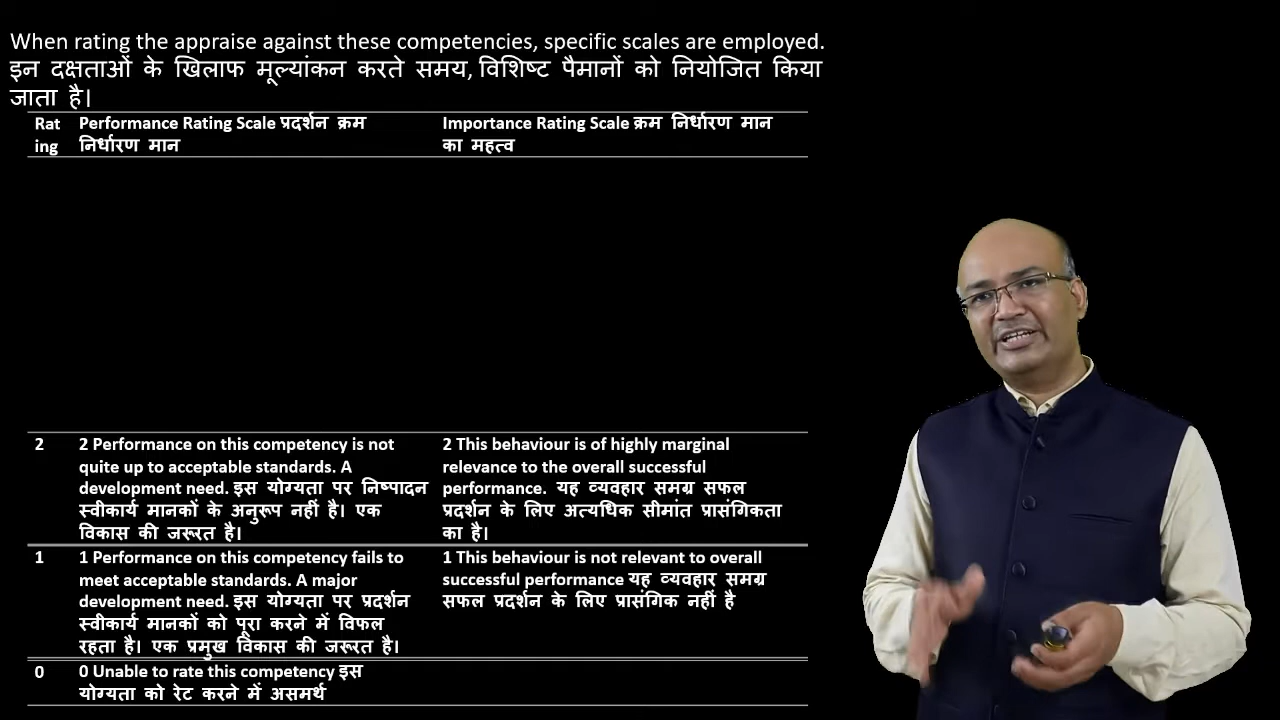 When rating the appraise against these competencies, specific scales are employed.
इन दक्षताओं के खिलाफ मूल्यांकन करते समय, विशिष्ट पैमानों को नियोजित किया
जाता है।
Rat
ing
Performance Rating Scale प्रदर्शन क्रम
निर्धारण मान
Importance Rating Scale क्रम निर्धारण मान
का महत्व
2
2 Performance on this competency is not
quite up to acceptable standards. A
development need. इस योग्यता पर निष्पादन
स्वीकार्य मानकों के अनुरूप नहीं है। एक
विकास की जरूरत है।
2 This behaviour is of highly marginal
relevance to the overall successful
performance. यह व्यवहार समग्र सफल
प्रदर्शन के लिए अत्यधिक सीमांत प्रासंगिकता
का है।
1
1 Performance on this competency fails to
meet acceptable standards. A major
development need. इस योग्यता पर प्रदर्शन
स्वीकार्य मानकों को पूरा करने में विफल
रहता है। एक प्रमुख विकास की जरूरत है।
1 This behaviour is not relevant to overall
successful performance यह व्यवहार समग्र
सफल प्रदर्शन के लिए प्रासंगिक नहीं है
0
0 Unable to rate this competency इस
योग्यता को रेट करने में असमर्थ